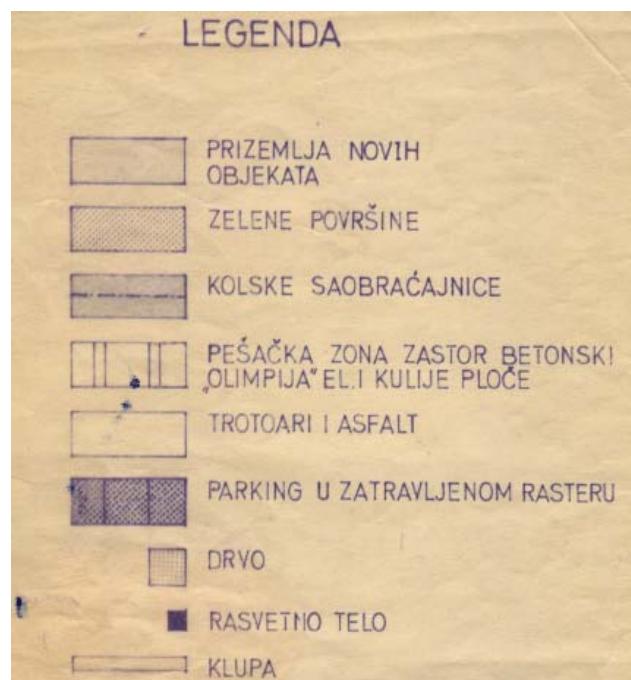 LEGENDA
PRIZEMLJA NOVIH
OBJEKATA
ZELENE POVRŠINE
KOLSKE SAOBRAĆAJNICE
PEŠAČKA ZONA ZASTOR BETONSKI
„OLIMPIJA" EL. I KULIJE PLOČE
TROTOARI I ASFALT
PARKING U ZATRAVLJENOM RASTERU
DRVO
RASVETNO TELO
KLUPA